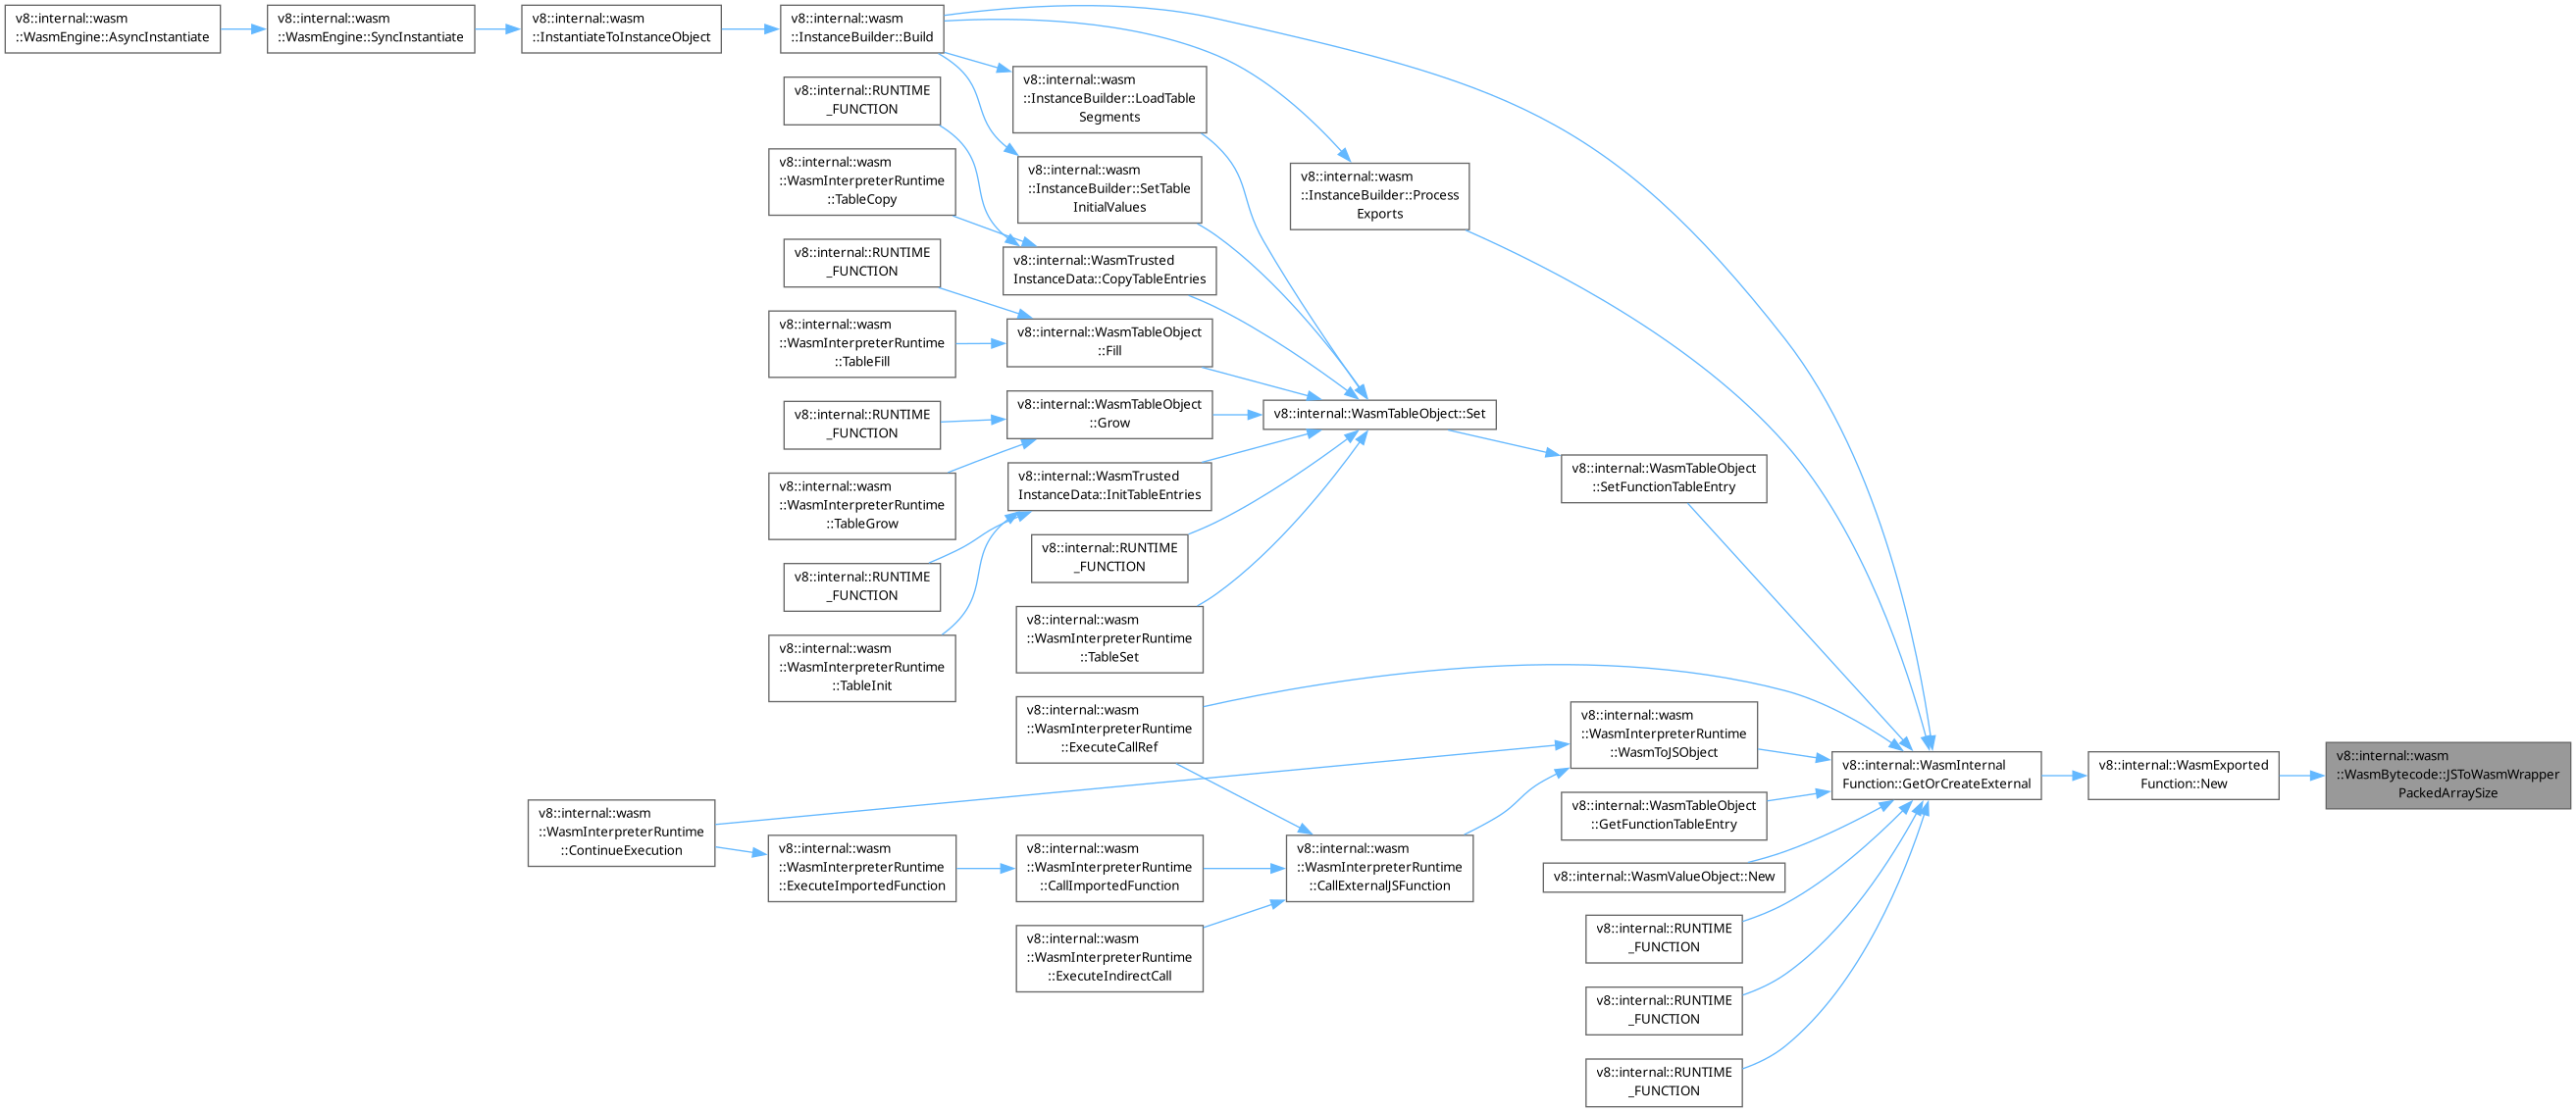 v8::internal::wasm
::WasmEngine::AsyncInstantiate
v8::internal::wasm
::WasmEngine::SyncInstantiate
v8::internal::wasm
::InstantiateToInstanceObject
v8::internal::wasm
::InstanceBuilder::Build
v8::internal::wasm
::InstanceBuilder::LoadTable
Segments
v8::internal::RUNTIME
_FUNCTION
v8::internal::wasm
::WasmInterpreterRuntime
::TableCopy
v8::internal::wasm
::InstanceBuilder::SetTable
InitialValues
v8::internal::wasm
::InstanceBuilder::Process
Exports
v8::internal::RUNTIME
_FUNCTION
v8::internal::WasmTrusted
InstanceData::CopyTableEntries
v8::internal::wasm
::WasmInterpreterRuntime
::TableFill
v8::internal::WasmTableObject
::Fill
v8::internal::RUNTIME
_FUNCTION
v8::internal::WasmTableObject
::Grow
v8::internal::WasmTableObject::Set
v8::internal::wasm
::WasmInterpreterRuntime
::TableGrow
v8::internal::WasmTrusted
InstanceData::InitTableEntries
v8::internal::WasmTableObject
::SetFunctionTableEntry
v8::internal::RUNTIME
_FUNCTION
v8::internal::RUNTIME
_FUNCTION
v8::internal::wasm
::WasmInterpreterRuntime
::TableInit
v8::internal::wasm
::WasmInterpreterRuntime
::TableSet
v8::internal::wasm
::WasmInterpreterRuntime
::ExecuteCallRef
v8::internal::wasm
::WasmInterpreterRuntime
::WasmToJSObject
v8::internal::WasmInternal
Function::GetOrCreateExternal
v8::internal::WasmExported
Function::New
v8::internal::wasm
::WasmBytecode::JSToWasmWrapper
PackedArraySize
v8::internal::wasm
::WasmInterpreterRuntime
::ContinueExecution
v8::internal::wasm
::WasmInterpreterRuntime
::ExecuteImportedFunction
v8::internal::wasm
::WasmInterpreterRuntime
::CallImportedFunction
v8::internal::wasm
::WasmInterpreterRuntime
::CallExternalJSFunction
v8::internal::WasmTableObject
::GetFunctionTableEntry
v8::internal::WasmValueObject::New
v8::internal::wasm
::WasmInterpreterRuntime
::ExecuteIndirectCall
v8::internal::RUNTIME
_FUNCTION
v8::internal::RUNTIME
_FUNCTION
v8::internal::RUNTIME
_FUNCTION